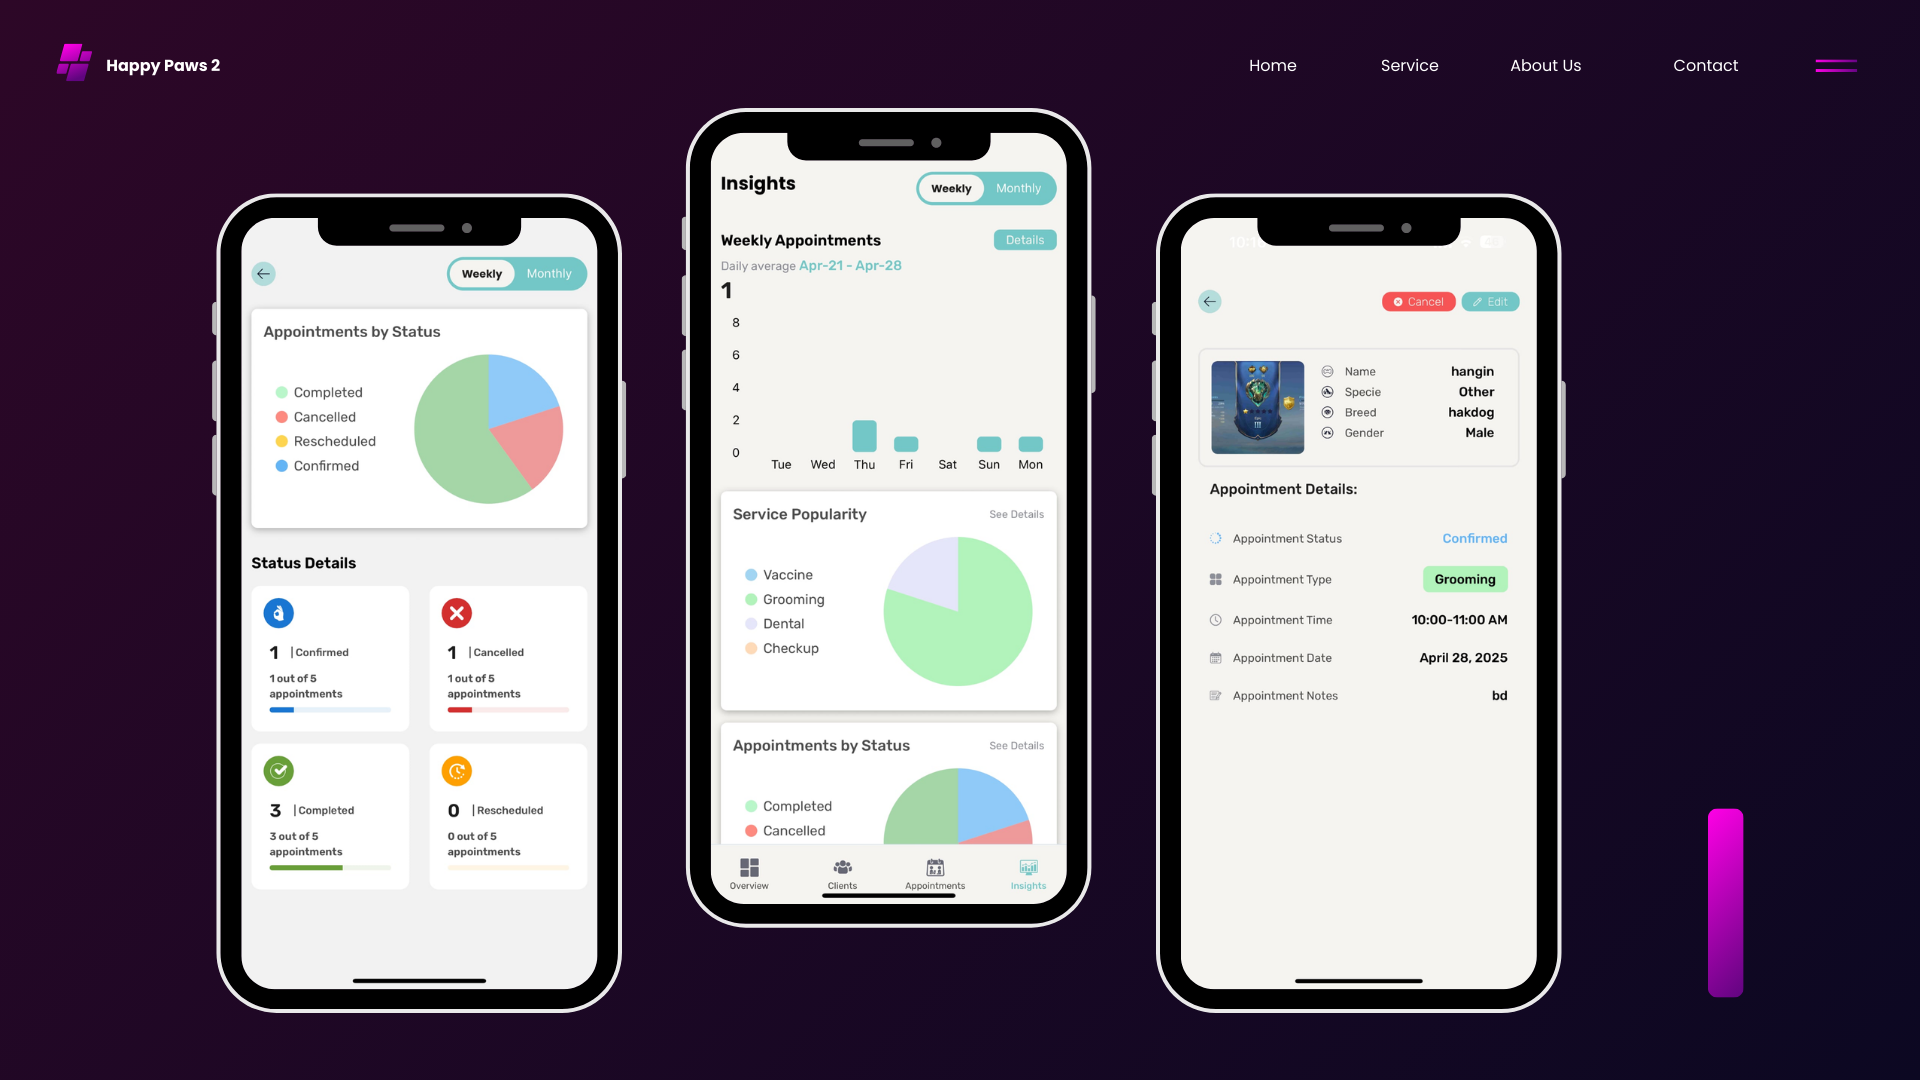 Happy Paws 2
Home
Service
About Us
Contact
Weekly
Monthly
Appointments by Status
Completed
Cancelled
Rescheduled
Confirmed
Status Details
1 | Confirmed
1 out of 5
appointments
1 | Cancelled
1 out of 5
appointments
3 | Completed
3 out of 5
appointments
0 | Rescheduled
0 out of 5
appointments
Insights
Weekly
Monthly
Weekly Appointments
Details
Daily average Apr-21 - Apr-28
1
8
6
4
2
0
Tue Wed Thu Fri Sat Sun Mon
Service Popularity
See Details
Vaccine
Grooming
Dental
Checkup
Appointments by Status
See Details
Completed
Cancelled
Overview
Clients
Appointments
Insights
Cancel
Edit
Name hangin
Specie Other
Breed hakdog
Gender Male
Appointment Details:
Appointment Status Confirmed
Appointment Type Grooming
Appointment Time 10:00-11:00 AM
Appointment Date April 28, 2025
Appointment Notes bd